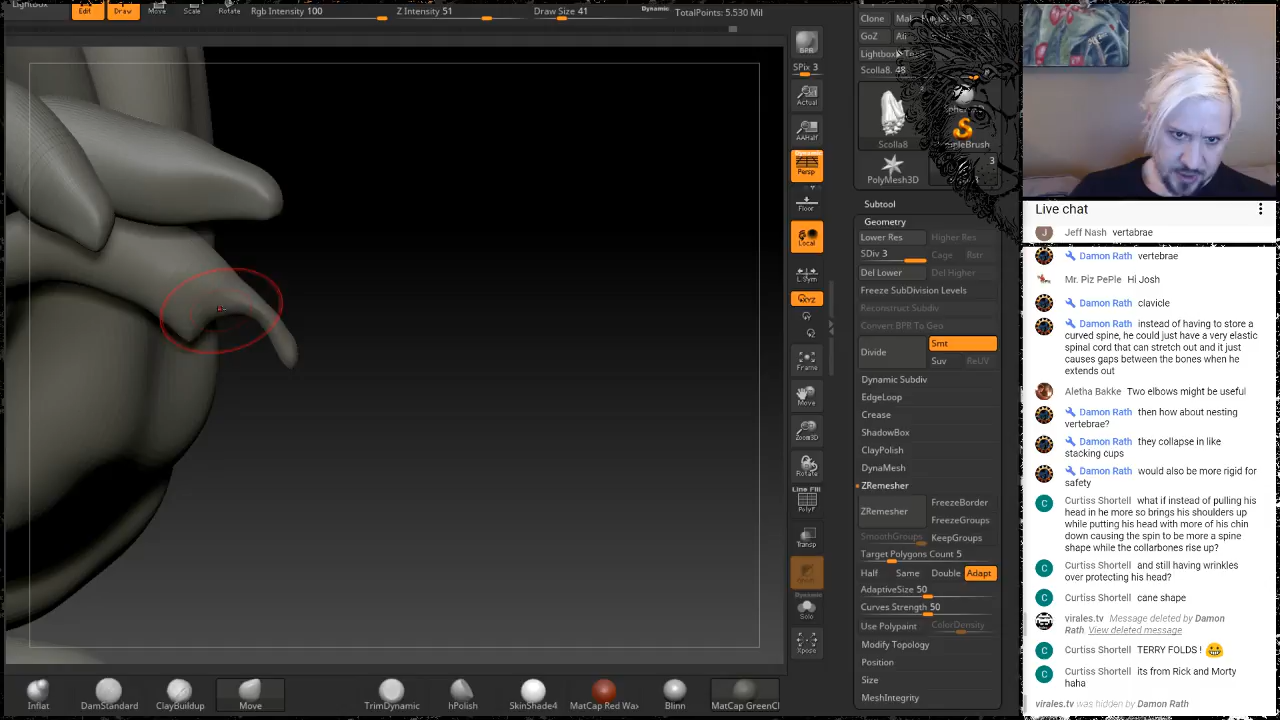 Lightbox
Edit
Draw
Move
Scale
Rotate
Rgb Intensity 100
Z Intensity 51
Draw Size 41
Dynamic
TotalPoints: 5.530 Mil
BPR
SPix 3
Actual
AAHalf
Dynamic
Persp
Floor
Local
L.Sym
XYZ
Frame
Move
Zoom3D
Rotate
Line Fill
PolyF
Transp
Dynamic
Solo
Xpose
Clone
GoZ
Scolla8. 48
Scolla8
PolyMesh3D
3
Subtool
Geometry
Lower Res
Higher Res
SDiv 3
Cage
Rstr
Del Lower
Del Higher
Freeze SubDivision Levels
Reconstruct Subdiv
Convert BPR To Geo
Divide
Smt
Suv
ReUV
Dynamic Subdiv
EdgeLoop
Crease
ShadowBox
ClayPolish
DynaMesh
ZRemesher
ZRemesher
FreezeBorder
FreezeGroups
SmoothGroups
KeepGroups
Target Polygons Count 5
Half
Same
Double
Adapt
AdaptiveSize 50
Curves Strength 50
Use Polypaint
ColorDensity
Modify Topology
Position
Size
MeshIntegrity
Inflat
DamStandard
ClayBuildup
Move
TrimDynamic
hPolish
SkinShade4
MatCap Red Wax
Blinn
MatCap GreenCl
Live chat
J
Jeff Nash vertabrae
Damon Rath vertebrae
Mr. Piz PePle Hi Josh
Damon Rath clavicle
Damon Rath instead of having to store a
curved spine, he could just have a very elastic
spinal cord that can stretch out and it just
causes gaps between the bones when he
extends out
Aletha Bakke Two elbows might be useful
Damon Rath then how about nesting
vertebrae?
Damon Rath they collapse in like
stacking cups
Damon Rath would also be more rigid for
safety
C
Curtiss Shortell what if instead of pulling his
head in he more so brings his shoulders up
while putting his head with more of his chin
down causing the spin to be more a spine
shape while the collarbones rise up?
C
Curtiss Shortell and still having wrinkles
over protecting his head?
C
Curtiss Shortell cane shape
virales.tv Message deleted by Damon
Rath View deleted message
C
Curtiss Shortell TERRY FOLDS !
C
Curtiss Shortell its from Rick and Morty
haha
virales.tv was hidden by Damon Rath